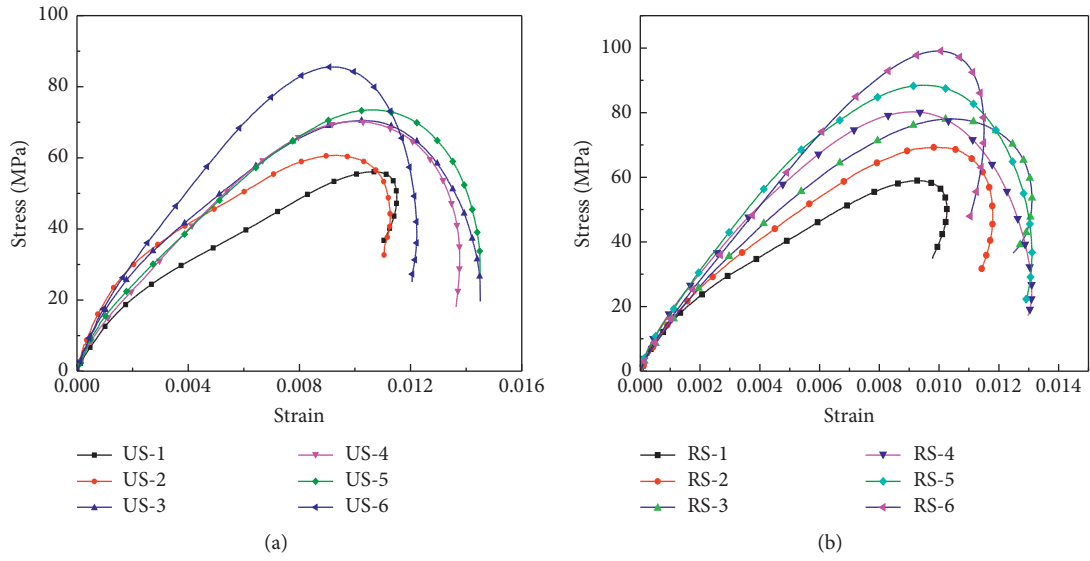 100
80
60
40
20
0
Stress (MPa)
0.000 0.004 0.008 0.012 0.016
Strain
US-1 US-4
US-2 US-5
US-3 US-6
(a)
100
80
60
40
20
0
Stress (MPa)
0.000 0.002 0.004 0.006 0.008 0.010 0.012 0.014
Strain
RS-1 RS-4
RS-2 RS-5
RS-3 RS-6
(b)